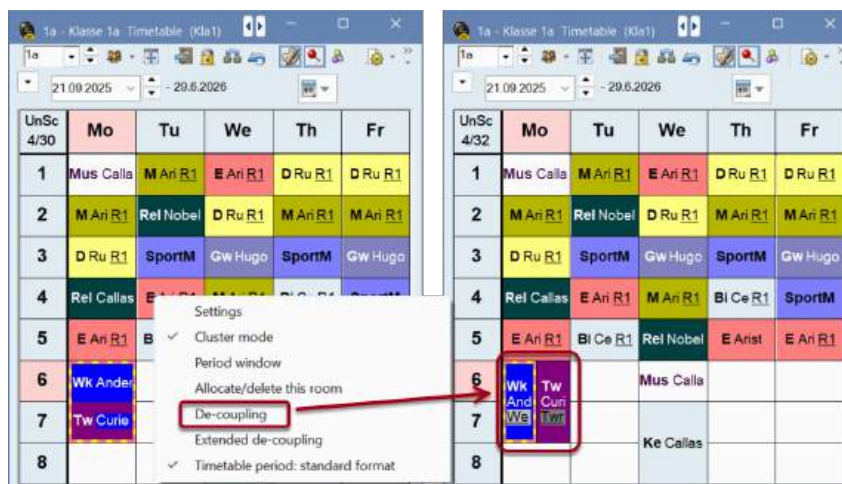 1a - Klasse 1a Timetable (Kla1)
1a
21.09.2025 - 29.6.2026
UnSc 4/30 Mo Tu We Th Fr
1 Mus Calla M Ari R1 E Ari R1 D Ru R1 D Ru R1
2 M Ari R1 Rel Nobel D Ru R1 M Ari R1 M Ari R1
3 D Ru R1 SportM Gw Hugo SportM Gw Hugo
4 Rel Callas
5 E Ari R1 B
6 Wk Ander
7 Tw Curie
8
Settings
Cluster mode
Period window
Allocate/delete this room
De-coupling
Extended de-coupling
Timetable period: standard format
1a - Klasse 1a Timetable (Kla1)
1a
21.09.2025 - 29.6.2026
UnSc 4/32 Mo Tu We Th Fr
1 Mus Calla M Ari R1 E Ari R1 D Ru R1 D Ru R1
2 M Ari R1 Rel Nobel D Ru R1 M Ari R1 M Ari R1
3 D Ru R1 SportM Gw Hugo SportM Gw Hugo
4 Rel Callas E Ari R1 M Ari R1 Bi Ce R1 SportM
5 E Ari R1 Bi Ce R1 Rel Nobel E Arist E Ari R1
6 Wk Tw Mus Calla
And Curi
7 We Twr
Ke Callas
8